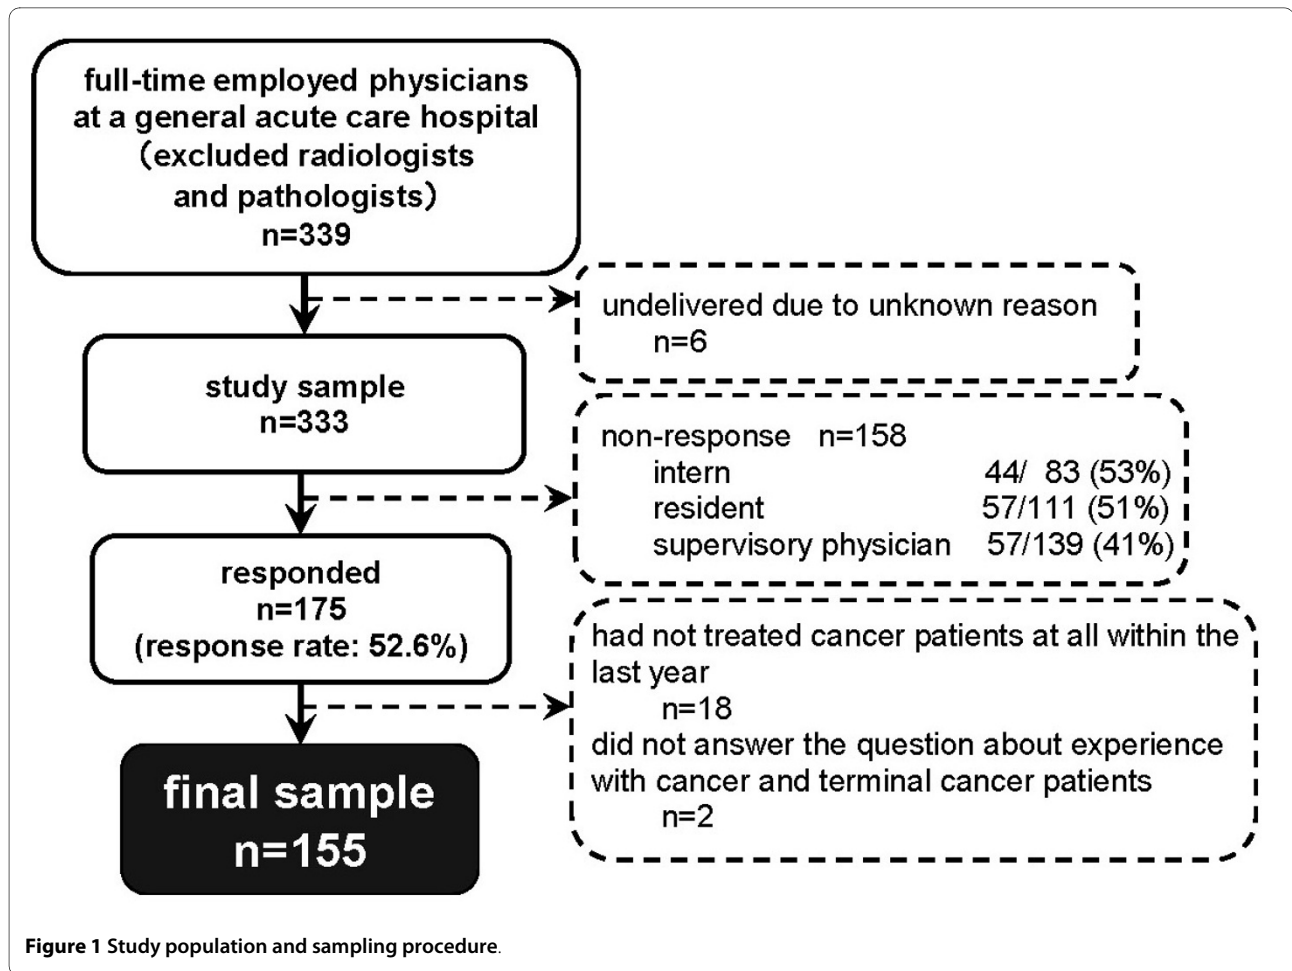 full-time employed physicians
at a general acute care hospital
(excluded radiologists
and pathologists)
n=339
undelivered due to unknown reason
n=6
study sample
n=333
non-response n=158
intern 44/ 83 (53%)
resident 57/111 (51%)
supervisory physician 57/139 (41%)
responded
n=175
(response rate: 52.6%)
had not treated cancer patients at all within the
last year
n=18
did not answer the question about experience
with cancer and terminal cancer patients
n=2
final sample
n=155
Figure 1 Study population and sampling procedure.